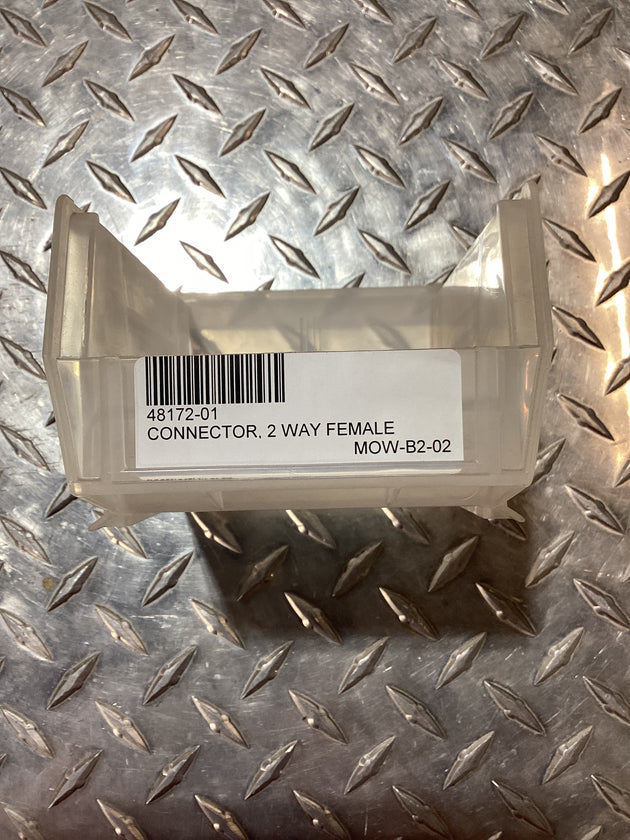 48172-01
CONNECTOR, 2 WAY FEMALE
MOW-B2-02